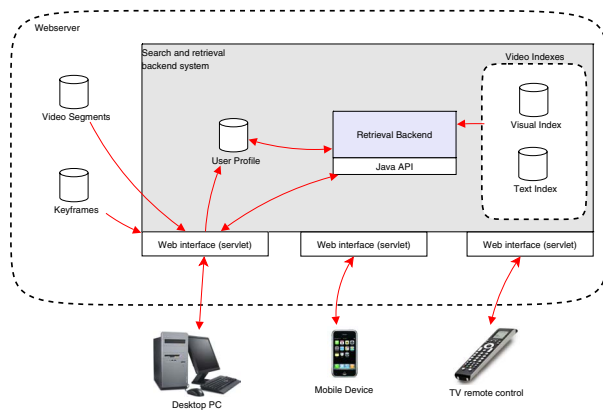 Webserver
Search and retrieval
backend system
Video Indexes
Video Segments
Visual Index
Retrieval Backend
User Profile
Java API
Text Index
Keyframes
Web interface (servlet)
Web interface (servlet)
Web interface (servlet)
Desktop PC
Mobile Device
TV remote control